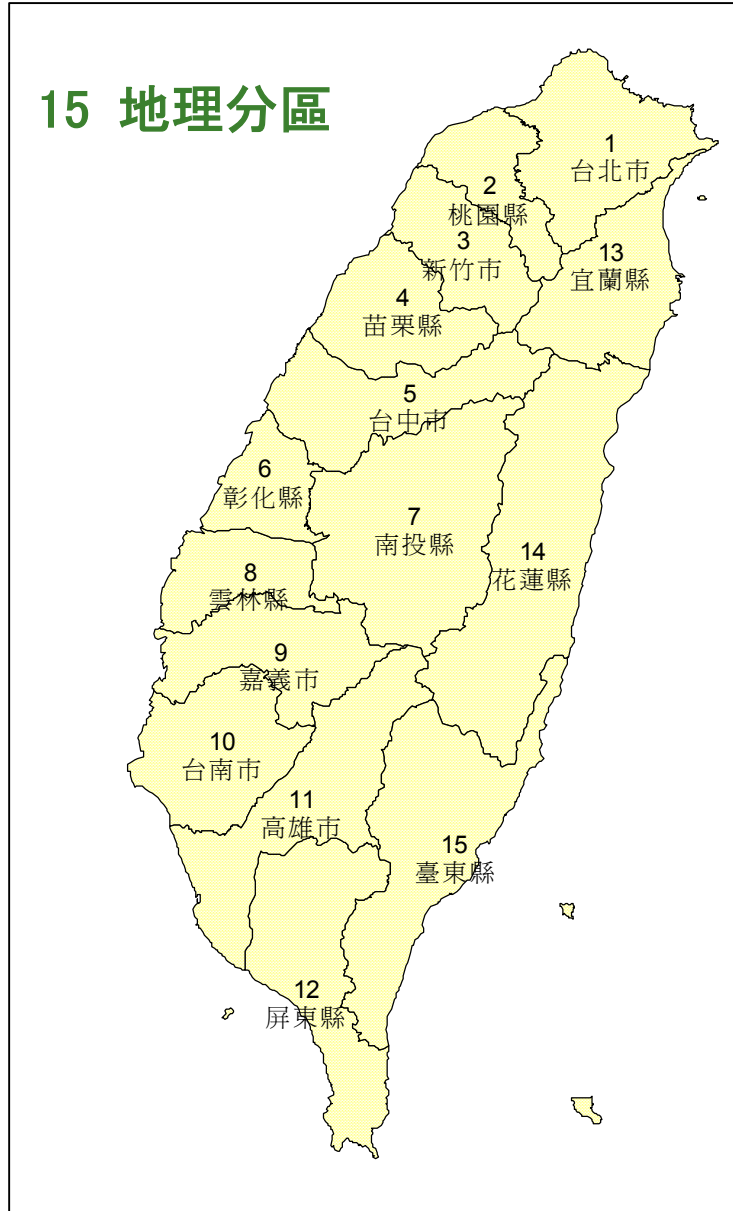 15 地理分區
1
台北市
2
桃園縣
3
新竹市
13
宜蘭縣
4
苗栗縣
5
台中市
6
彰化縣
7
南投縣
14
花蓮縣
8
雲林縣
9
嘉義市
10
台南市
11
高雄市
15
臺東縣
12
屏東縣